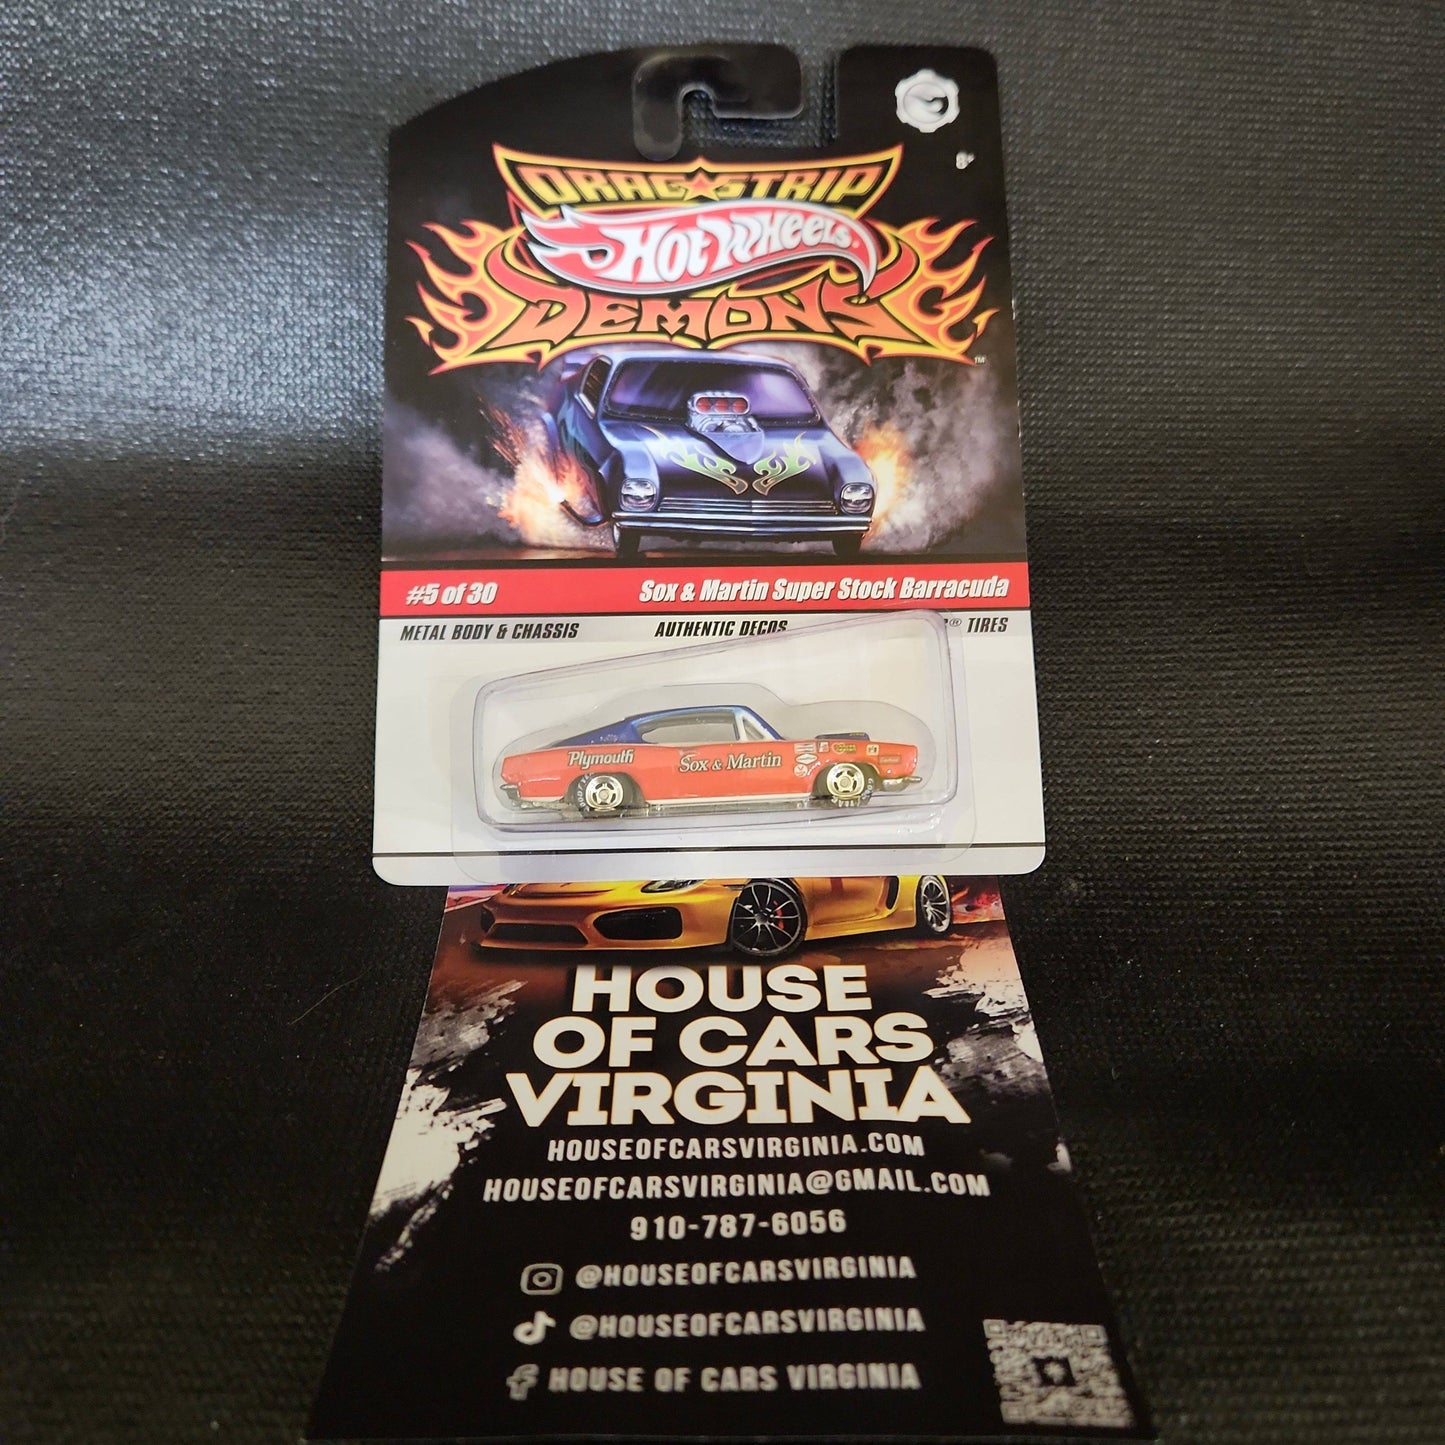 8+
DRAG★STRIP
Hot Wheels®
DEMONS™
#5 of 30
Sox & Martin Super Stock Barracuda
METAL BODY & CHASSIS
AUTHENTIC DECOS
® TIRES
Plymouth
Sox & Martin
HOUSE
OF CARS
VIRGINIA
HOUSEOFCARSVIRGINIA.COM
HOUSEOFCARSVIRGINIA@GMAIL.COM
910-787-6056
@HOUSEOFCARSVIRGINIA
@HOUSEOFCARSVIRGINIA
HOUSE OF CARS VIRGINIA